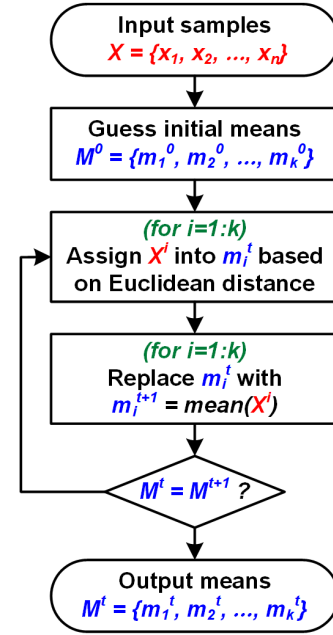 Input samples
X = {x₁, x₂, ..., xₙ}
Guess initial means
M⁰ = {m₁⁰, m₂⁰, ..., mₖ⁰}
(for i=1:k)
Assign Xⁱ into mᵢᵗ based
on Euclidean distance
(for i=1:k)
Replace mᵢᵗ with
mᵢᵗ⁺¹ = mean(Xⁱ)
Mᵗ = Mᵗ⁺¹ ?
Output means
Mᵗ = {m₁ᵗ, m₂ᵗ, ..., mₖᵗ}